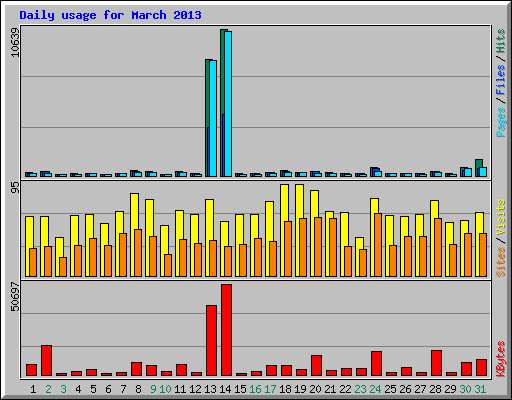 Daily usage for March 2013
10639
Pages / Files / Hits
95
Sites / Visits
50697
KBytes
1 2 3 4 5 6 7 8 9 10 11 12 13 14 15 16 17 18 19 20 21 22 23 24 25 26 27 28 29 30 31